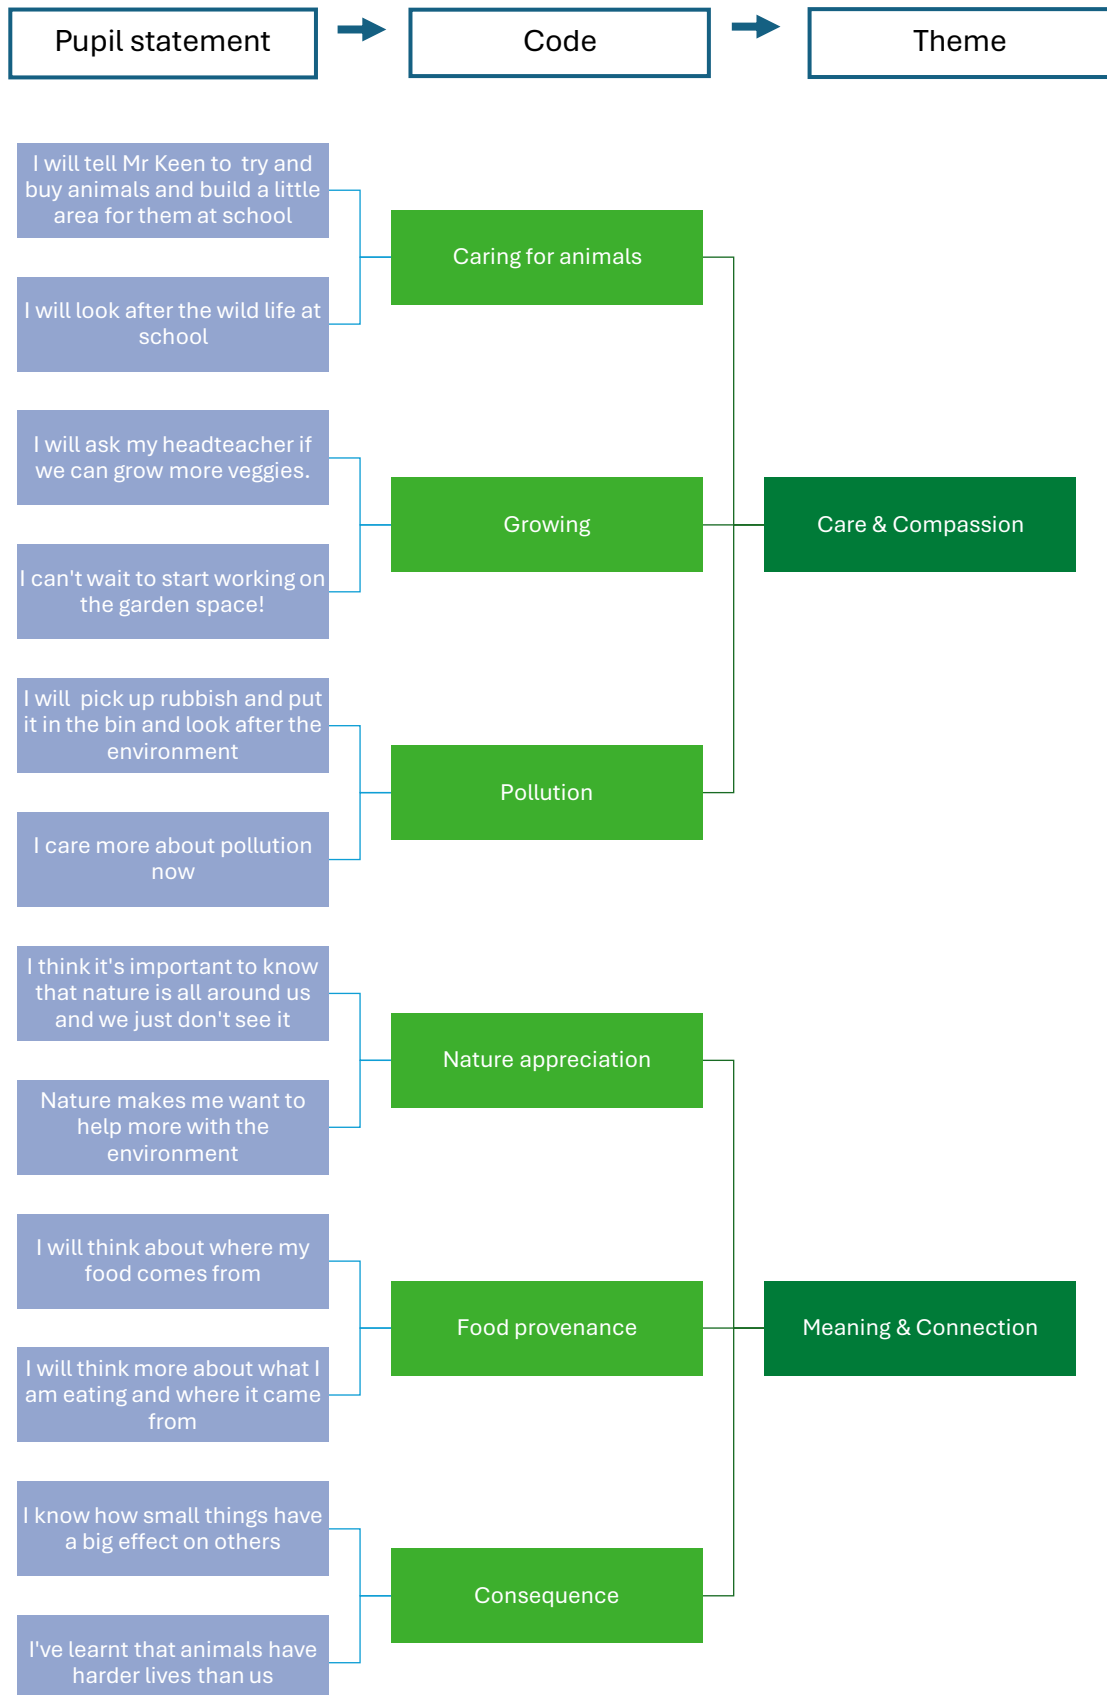 Pupil statement
Code
Theme
I will tell Mr Keen to  try and
buy animals and build a little
area for them at school
Caring for animals
I will look after the wild life at
school
I will ask my headteacher if
we can grow more veggies.
Growing
Care & Compassion
I can't wait to start working on
the garden space!
I will  pick up rubbish and put
it in the bin and look after the
environment
Pollution
I care more about pollution
now
I think it's important to know
that nature is all around us
and we just don't see it
Nature appreciation
Nature makes me want to
help more with the
environment
I will think about where my
food comes from
Food provenance
Meaning & Connection
I will think more about what I
am eating and where it came
from
I know how small things have
a big effect on others
Consequence
I've learnt that animals have
harder lives than us